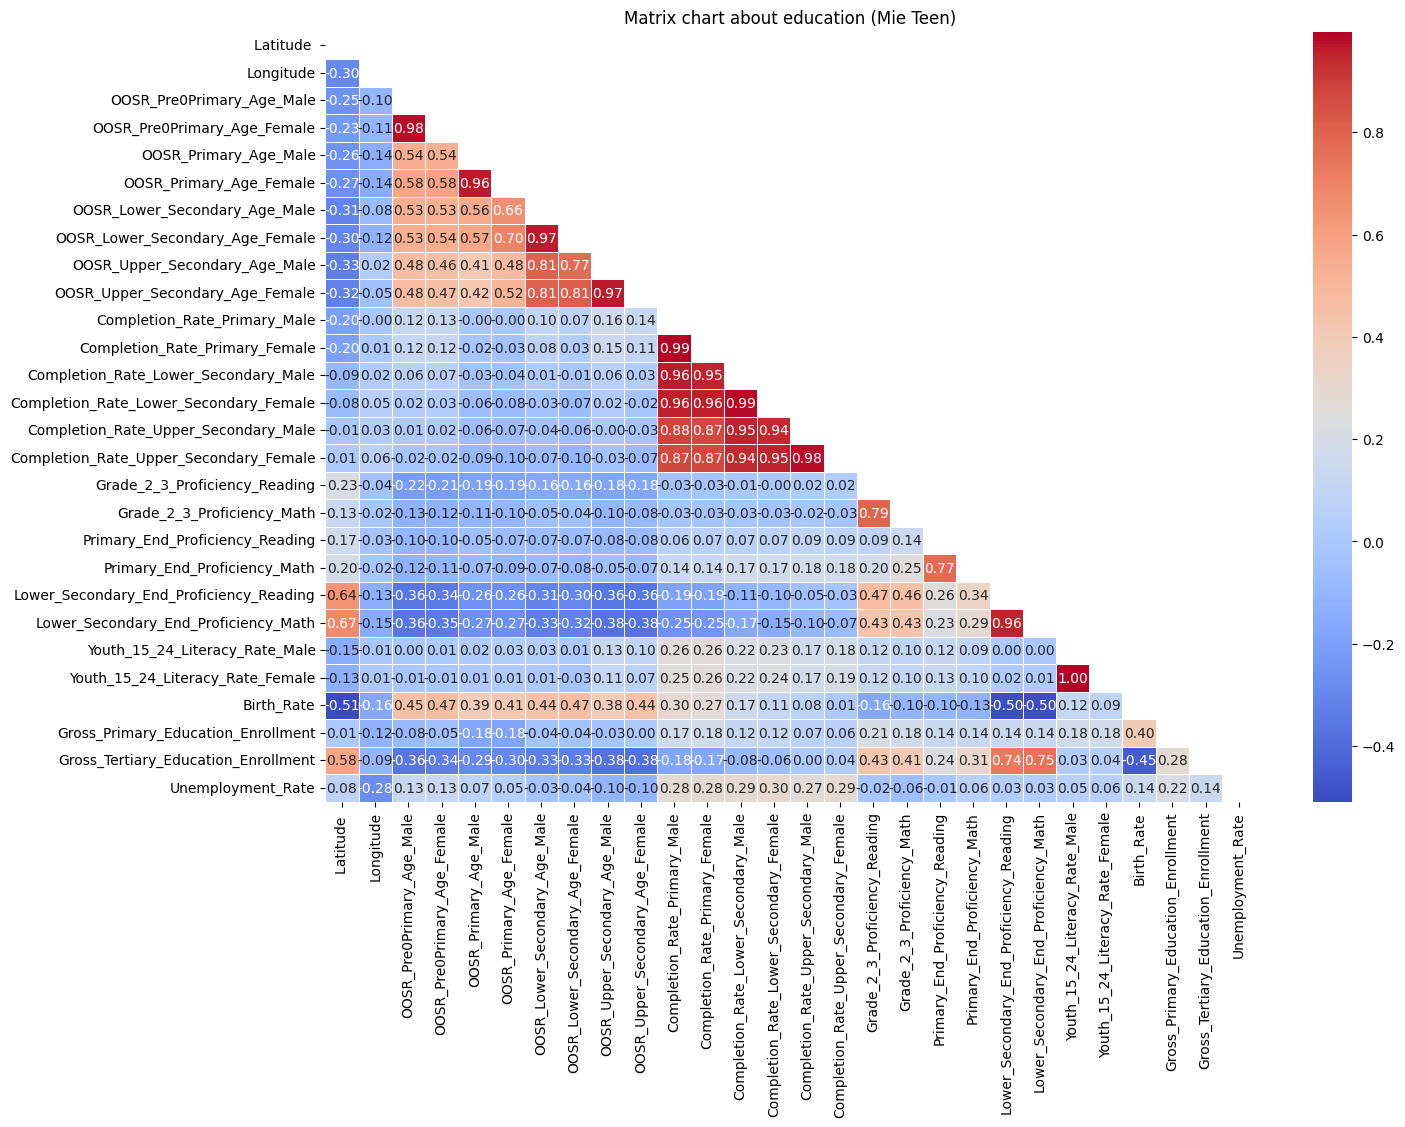 Matrix chart about education (Mie Teen)
Latitude
Longitude -0.30
OOSR_Pre0Primary_Age_Male -0.25 -0.10
OOSR_Pre0Primary_Age_Female -0.23 -0.11 0.98
OOSR_Primary_Age_Male -0.26 -0.14 0.54 0.54
OOSR_Primary_Age_Female -0.27 -0.14 0.58 0.58 0.96
OOSR_Lower_Secondary_Age_Male -0.31 -0.08 0.53 0.53 0.56 0.66
OOSR_Lower_Secondary_Age_Female -0.30 -0.12 0.53 0.54 0.57 0.70 0.97
OOSR_Upper_Secondary_Age_Male -0.33 0.02 0.48 0.46 0.41 0.48 0.81 0.77
OOSR_Upper_Secondary_Age_Female -0.32 -0.05 0.48 0.47 0.42 0.52 0.81 0.81 0.97
Completion_Rate_Primary_Male -0.20 -0.00 0.12 0.13 -0.00 -0.00 0.10 0.07 0.16 0.14
Completion_Rate_Primary_Female -0.20 0.01 0.12 0.12 -0.02 -0.03 0.08 0.03 0.15 0.11 0.99
Completion_Rate_Lower_Secondary_Male -0.09 0.02 0.06 0.07 -0.03 -0.04 0.01 -0.01 0.06 0.03 0.96 0.95
Completion_Rate_Lower_Secondary_Female -0.08 0.05 0.02 0.03 -0.06 -0.08 -0.03 -0.07 0.02 -0.02 0.96 0.96 0.99
Completion_Rate_Upper_Secondary_Male -0.01 0.03 0.01 0.02 -0.06 -0.07 -0.04 -0.06 -0.00 -0.03 0.88 0.87 0.95 0.94
Completion_Rate_Upper_Secondary_Female 0.01 0.06 -0.02 -0.02 -0.09 -0.10 -0.07 -0.10 -0.03 -0.07 0.87 0.87 0.94 0.95 0.98
Grade_2_3_Proficiency_Reading 0.23 -0.04 -0.22 -0.21 -0.19 -0.19 -0.16 -0.16 -0.18 -0.18 -0.03 -0.03 -0.01 -0.00 0.02 0.02
Grade_2_3_Proficiency_Math 0.13 -0.02 -0.13 -0.12 -0.11 -0.10 -0.05 -0.04 -0.10 -0.08 -0.03 -0.03 -0.03 -0.03 -0.02 -0.03 0.79
Primary_End_Proficiency_Reading 0.17 -0.03 -0.10 -0.10 -0.05 -0.07 -0.07 -0.07 -0.08 -0.08 0.06 0.07 0.07 0.07 0.09 0.09 0.09 0.14
Primary_End_Proficiency_Math 0.20 -0.02 -0.12 -0.11 -0.07 -0.09 -0.07 -0.08 -0.05 -0.07 0.14 0.14 0.17 0.17 0.18 0.18 0.20 0.25 0.77
Lower_Secondary_End_Proficiency_Reading 0.64 -0.13 -0.36 -0.34 -0.26 -0.26 -0.31 -0.30 -0.36 -0.36 -0.19 -0.19 -0.11 -0.10 -0.05 -0.03 0.47 0.46 0.26 0.34
Lower_Secondary_End_Proficiency_Math 0.67 -0.15 -0.36 -0.35 -0.27 -0.27 -0.33 -0.32 -0.38 -0.38 -0.25 -0.25 -0.17 -0.15 -0.10 -0.07 0.43 0.43 0.23 0.29 0.96
Youth_15_24_Literacy_Rate_Male -0.15 -0.01 0.00 0.01 0.02 0.03 0.03 0.01 0.13 0.10 0.26 0.26 0.22 0.23 0.17 0.18 0.12 0.10 0.12 0.09 0.00 0.00
Youth_15_24_Literacy_Rate_Female -0.13 0.01 -0.01 -0.01 0.01 0.01 0.01 -0.03 0.11 0.07 0.25 0.26 0.22 0.24 0.17 0.19 0.12 0.10 0.13 0.10 0.02 0.01 1.00
Birth_Rate -0.51 -0.16 0.45 0.47 0.39 0.41 0.44 0.47 0.38 0.44 0.30 0.27 0.17 0.11 0.08 0.01 -0.16 -0.10 -0.10 -0.13 -0.50 -0.50 0.12 0.09
Gross_Primary_Education_Enrollment 0.01 -0.12 -0.08 -0.05 -0.18 -0.18 -0.04 -0.04 -0.03 0.00 0.17 0.18 0.12 0.12 0.07 0.06 0.21 0.18 0.14 0.14 0.14 0.14 0.18 0.18 0.40
Gross_Tertiary_Education_Enrollment 0.58 -0.09 -0.36 -0.34 -0.29 -0.30 -0.33 -0.33 -0.38 -0.38 -0.18 -0.17 -0.08 -0.06 0.00 0.04 0.43 0.41 0.24 0.31 0.74 0.75 0.03 0.04 -0.45 0.28
Unemployment_Rate 0.08 -0.28 0.13 0.13 0.07 0.05 -0.03 -0.04 -0.10 -0.10 0.28 0.28 0.29 0.30 0.27 0.29 -0.02 -0.06 -0.01 0.06 0.03 0.03 0.05 0.06 0.14 0.22 0.14
Latitude
Longitude
OOSR_Pre0Primary_Age_Male
OOSR_Pre0Primary_Age_Female
OOSR_Primary_Age_Male
OOSR_Primary_Age_Female
OOSR_Lower_Secondary_Age_Male
OOSR_Lower_Secondary_Age_Female
OOSR_Upper_Secondary_Age_Male
OOSR_Upper_Secondary_Age_Female
Completion_Rate_Primary_Male
Completion_Rate_Primary_Female
Completion_Rate_Lower_Secondary_Male
Completion_Rate_Lower_Secondary_Female
Completion_Rate_Upper_Secondary_Male
Completion_Rate_Upper_Secondary_Female
Grade_2_3_Proficiency_Reading
Grade_2_3_Proficiency_Math
Primary_End_Proficiency_Reading
Primary_End_Proficiency_Math
Lower_Secondary_End_Proficiency_Reading
Lower_Secondary_End_Proficiency_Math
Youth_15_24_Literacy_Rate_Male
Youth_15_24_Literacy_Rate_Female
Birth_Rate
Gross_Primary_Education_Enrollment
Gross_Tertiary_Education_Enrollment
Unemployment_Rate
0.8
0.6
0.4
0.2
0.0
−0.2
−0.4